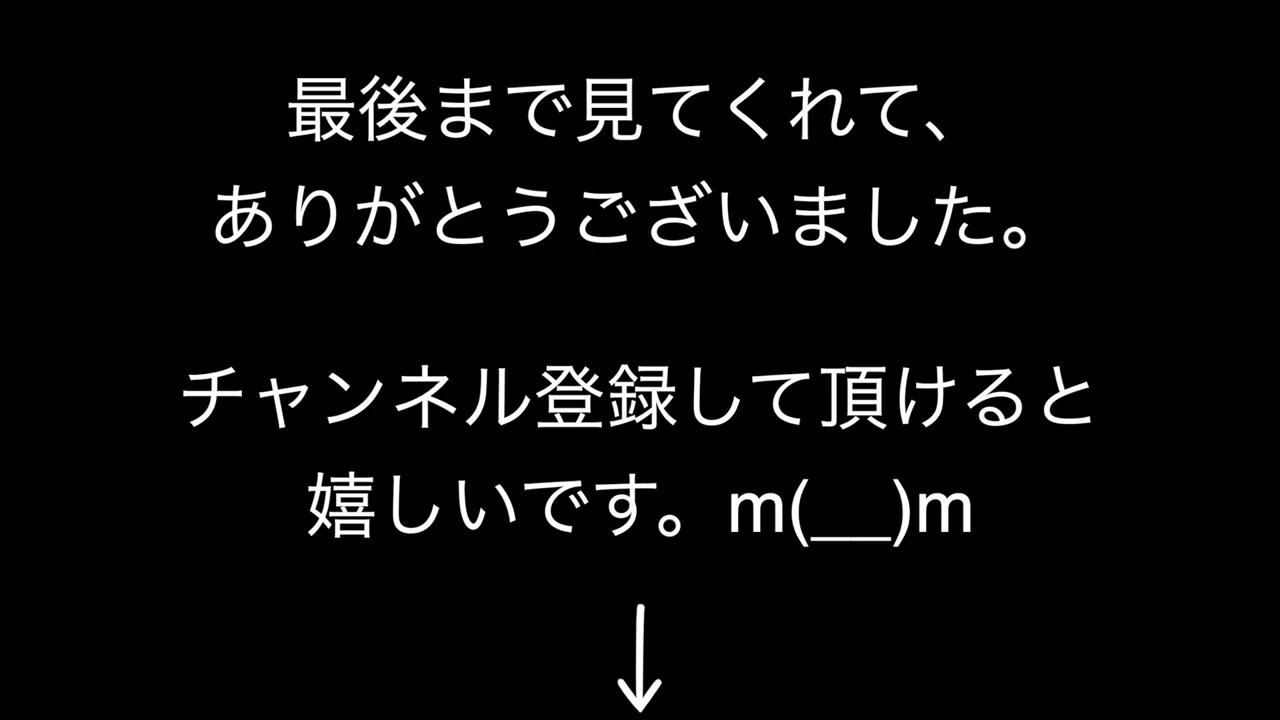 最後まで見てくれて、
ありがとうございました。
チャンネル登録して頂けると
嬉しいです。m(__)m
↓